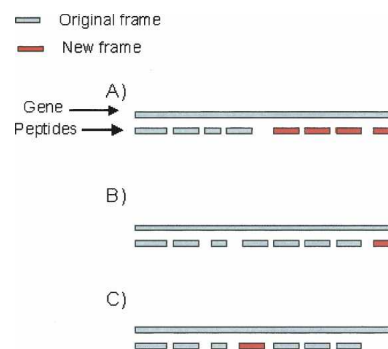 Original frame
New frame
A)
Gene
Peptides
B)
C)